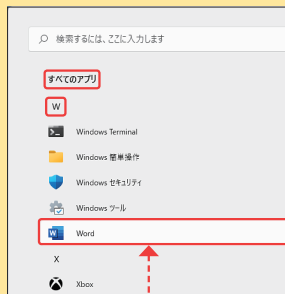 検索するには、ここに入力します
すべてのアプリ
W
Windows Terminal
Windows 簡単操作
Windows セキュリティ
Windows ツール
Word
X
Xbox